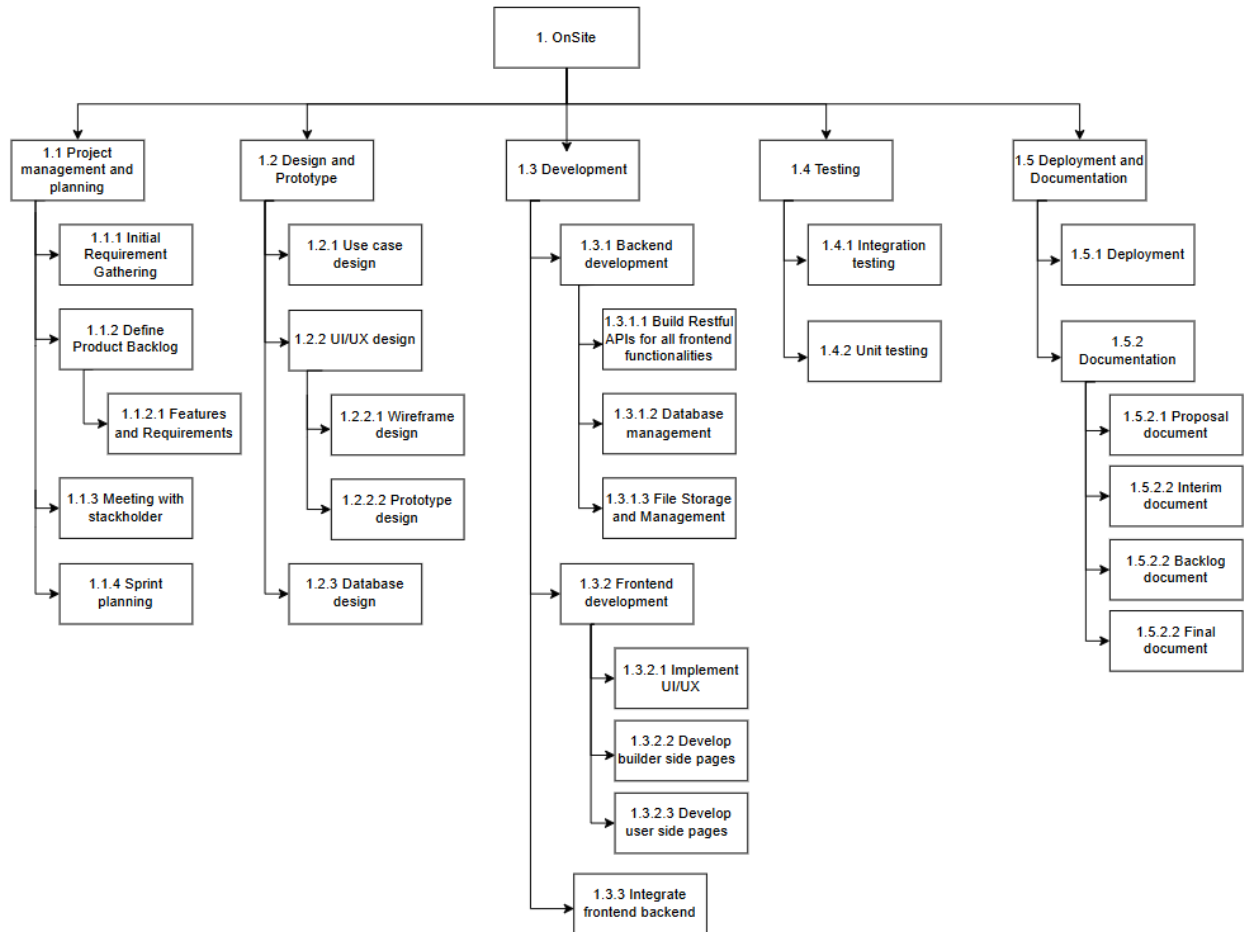 1. OnSite
1.1 Project
management and
planning
1.2 Design and
Prototype
1.3 Development
1.4 Testing
1.5 Deployment and
Documentation
1.1.1 Initial
Requirement
Gathering
1.1.2 Define
Product Backlog
1.1.2.1 Features
and Requirements
1.1.3 Meeting with
stackholder
1.1.4 Sprint
planning
1.2.1 Use case
design
1.2.2 UI/UX design
1.2.2.1 Wireframe
design
1.2.2.2 Prototype
design
1.2.3 Database
design
1.3.1 Backend
development
1.3.1.1 Build Restful
APIs for all frontend
functionalities
1.3.1.2 Database
management
1.3.1.3 File Storage
and Management
1.3.2 Frontend
development
1.3.2.1 Implement
UI/UX
1.3.2.2 Develop
builder side pages
1.3.2.3 Develop
user side pages
1.3.3 Integrate
frontend backend
1.4.1 Integration
testing
1.4.2 Unit testing
1.5.1 Deployment
1.5.2
Documentation
1.5.2.1 Proposal
document
1.5.2.2 Interim
document
1.5.2.2 Backlog
document
1.5.2.2 Final
document